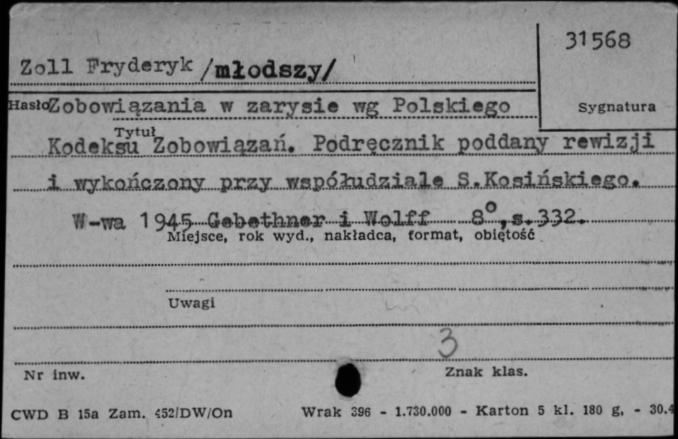 31568
Zoll Fryderyk /młodszy/
Hasło Zobowiązania w zarysie wg Polskiego
Sygnatura
Tytuł
Kodeksu Zobowiązań. Podręcznik poddany rewizji
i wykończony przy współudziale S.Kosińskiego.
W-wa 1945 Gebethner i Wolff 8°,s.332.
Miejsce, rok wyd., nakładca, format, objętość
Uwagi
3
Nr inw.
Znak klas.
CWD B 15a Zam. 452/DW/On Wrak 396 - 1.730.000 - Karton 5 kl. 180 g. - 30.4